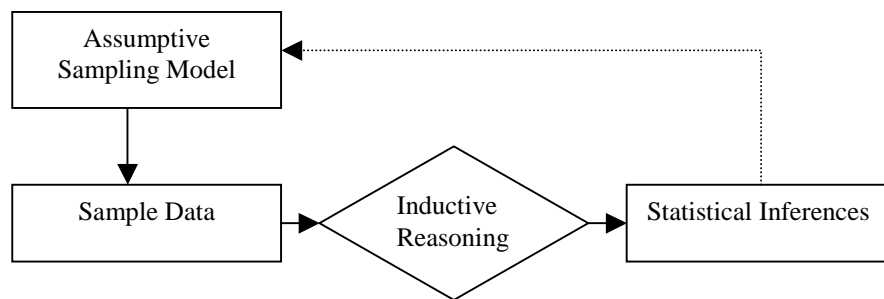 Assumptive
Sampling Model
Sample Data
Inductive
Reasoning
Statistical Inferences